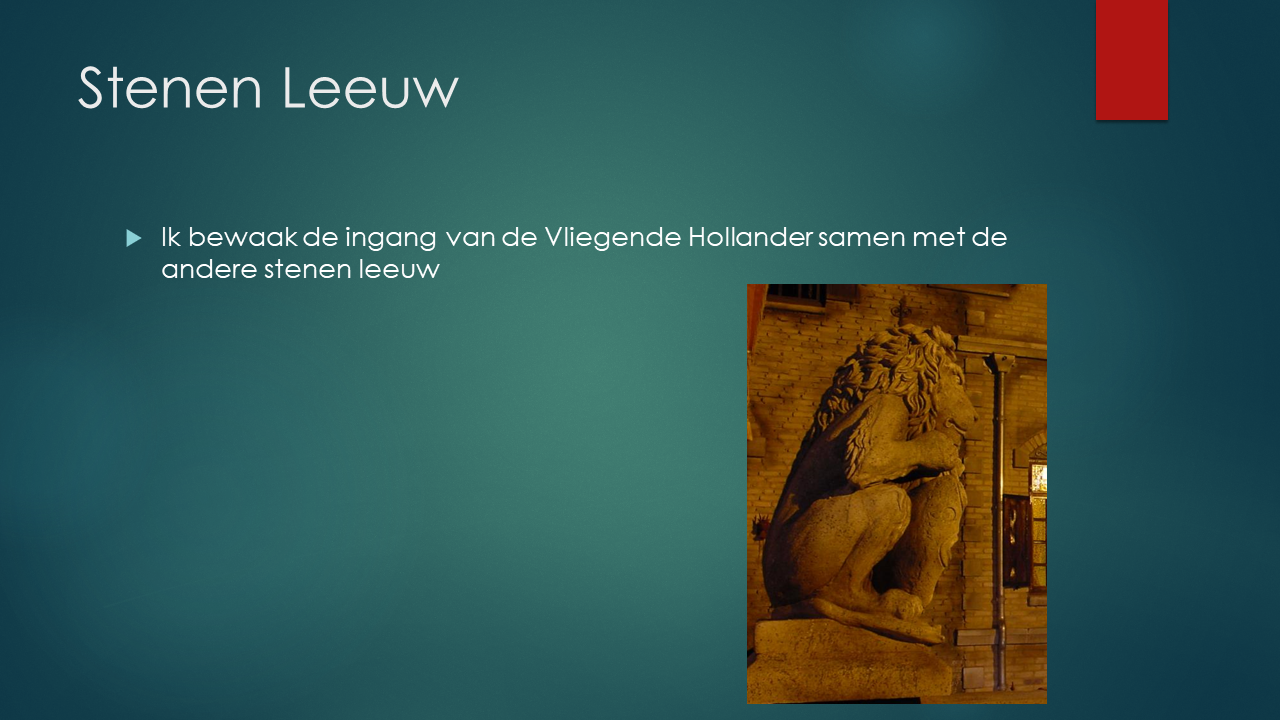 Stenen Leeuw
Ik bewaak de ingang van de Vliegende Hollander samen met de
andere stenen leeuw